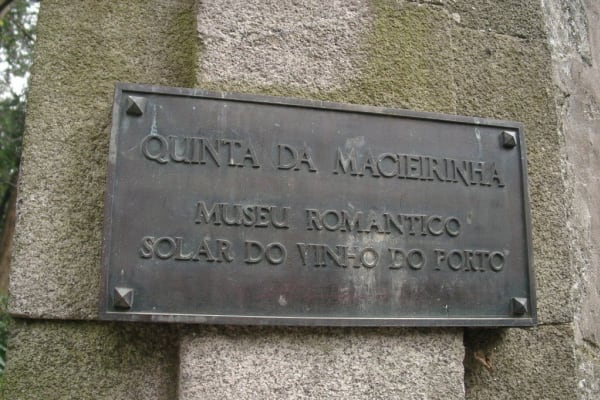 QUINTA DA MACIEIRINHA
MUSEU ROMANTICO
SOLAR DO VINHO DO PORTO